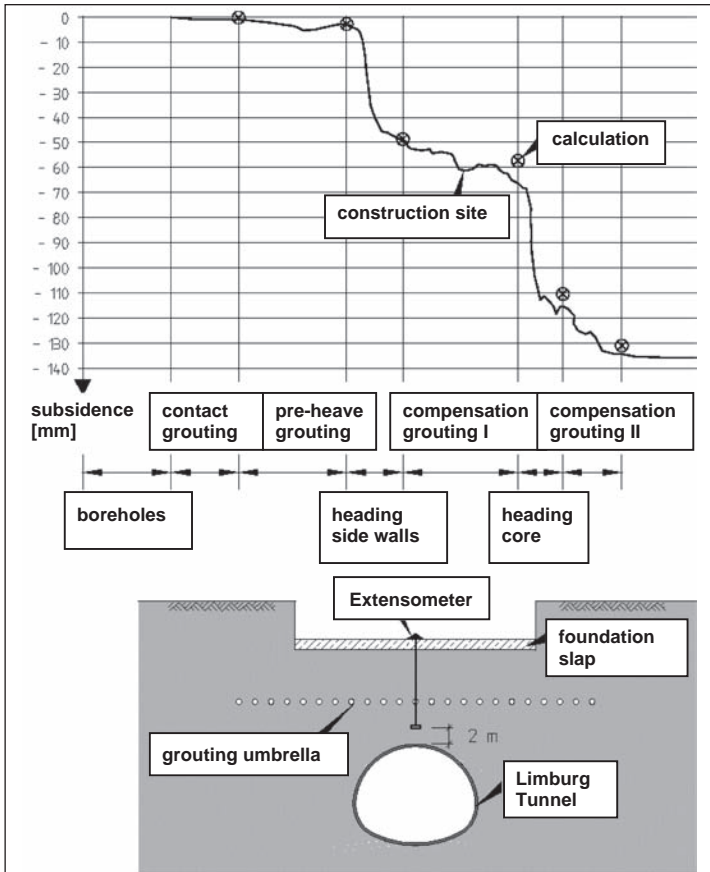 0
- 10
- 20
- 30
- 40
- 50
- 60
- 70
- 80
- 90
- 100
- 110
- 120
- 130
- 140
calculation
construction site
subsidence
[mm]
contact
grouting
pre-heave
grouting
compensation
grouting I
compensation
grouting II
boreholes
heading
side walls
heading
core
Extensometer
foundation
slap
grouting umbrella
2 m
Limburg
Tunnel